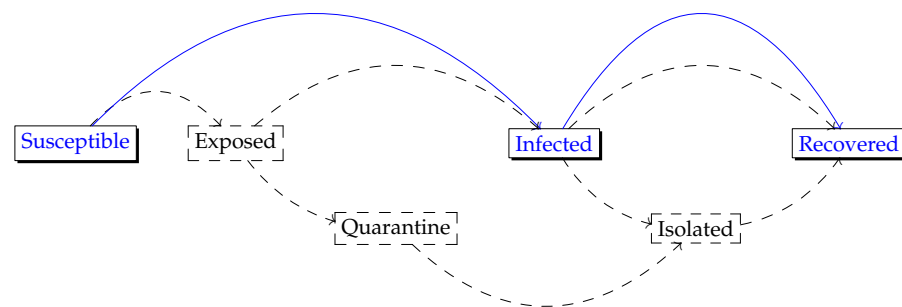 Susceptible
Exposed
Infected
Recovered
Quarantine
Isolated